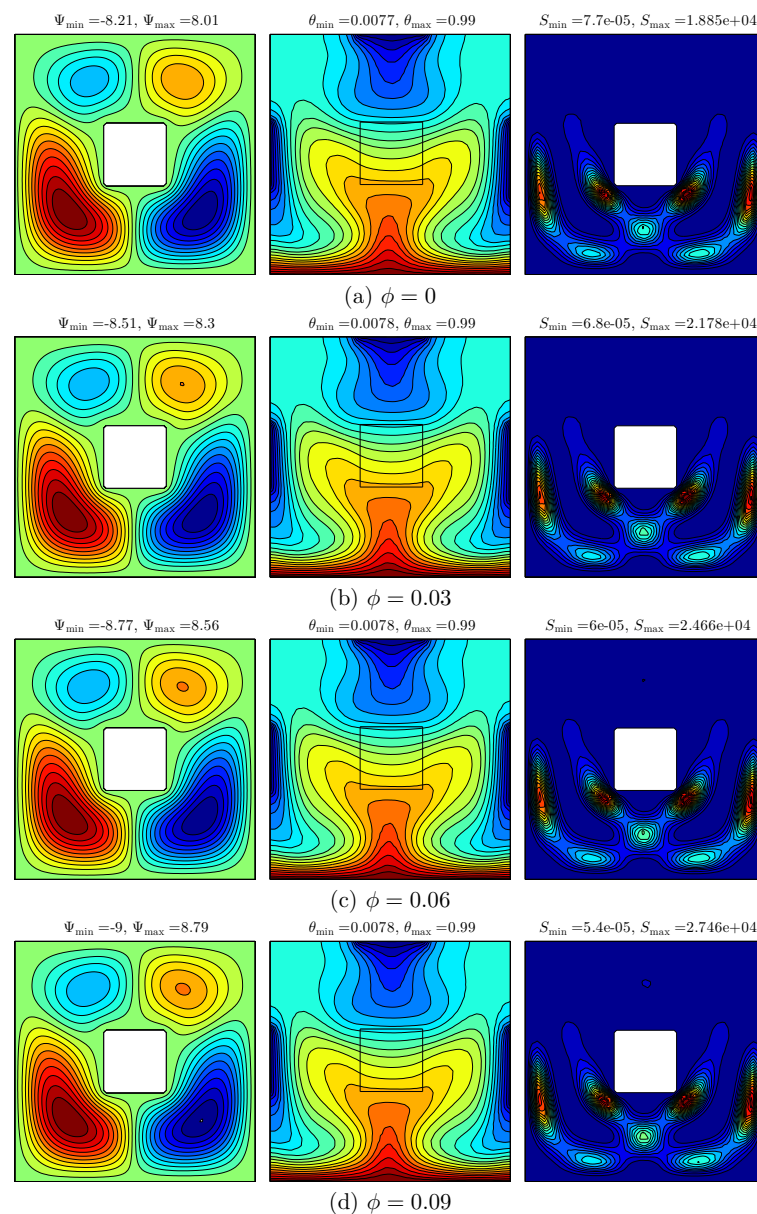 Ψmin =-8.21, Ψmax =8.01
θmin =0.0077, θmax =0.99
Smin =7.7e-05, Smax =1.885e+04
(a) ϕ = 0
Ψmin =-8.51, Ψmax =8.3
θmin =0.0078, θmax =0.99
Smin =6.8e-05, Smax =2.178e+04
(b) ϕ = 0.03
Ψmin =-8.77, Ψmax =8.56
θmin =0.0078, θmax =0.99
Smin =6e-05, Smax =2.466e+04
(c) ϕ = 0.06
Ψmin =-9, Ψmax =8.79
θmin =0.0078, θmax =0.99
Smin =5.4e-05, Smax =2.746e+04
(d) ϕ = 0.09